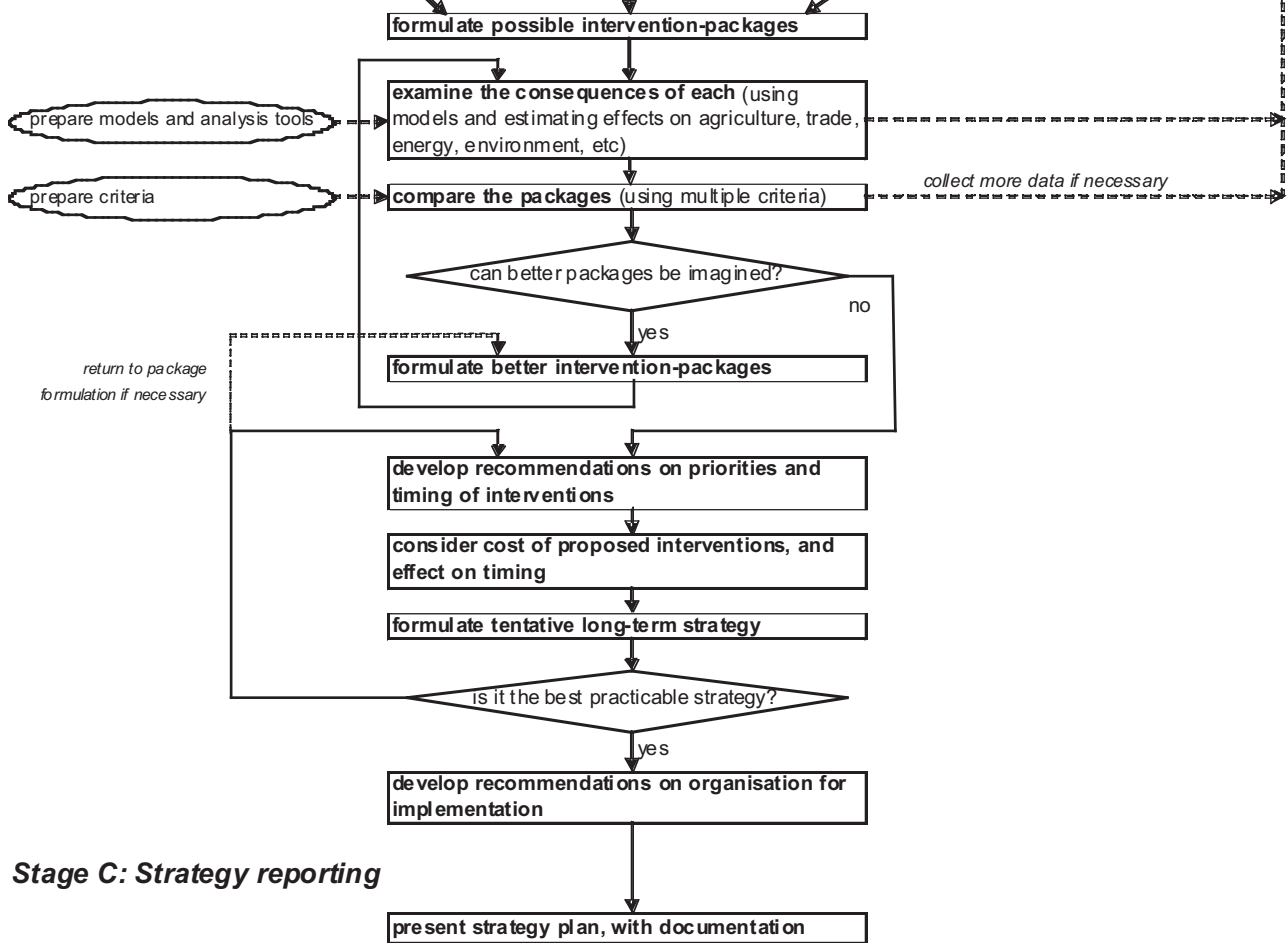 formulate possible intervention-packages
examine the consequences of each (using
models and estimating effects on agriculture, trade,
energy, environment, etc)
prepare models and analysis tools
compare the packages (using multiple criteria)
prepare criteria
collect more data if necessary
can better packages be imagined?
no
yes
formulate better intervention-packages
return to package
formulation if necessary
develop recommendations on priorities and
timing of interventions
consider cost of proposed interventions, and
effect on timing
formulate tentative long-term strategy
is it the best practicable strategy?
yes
develop recommendations on organisation for
implementation
Stage C: Strategy reporting
present strategy plan, with documentation